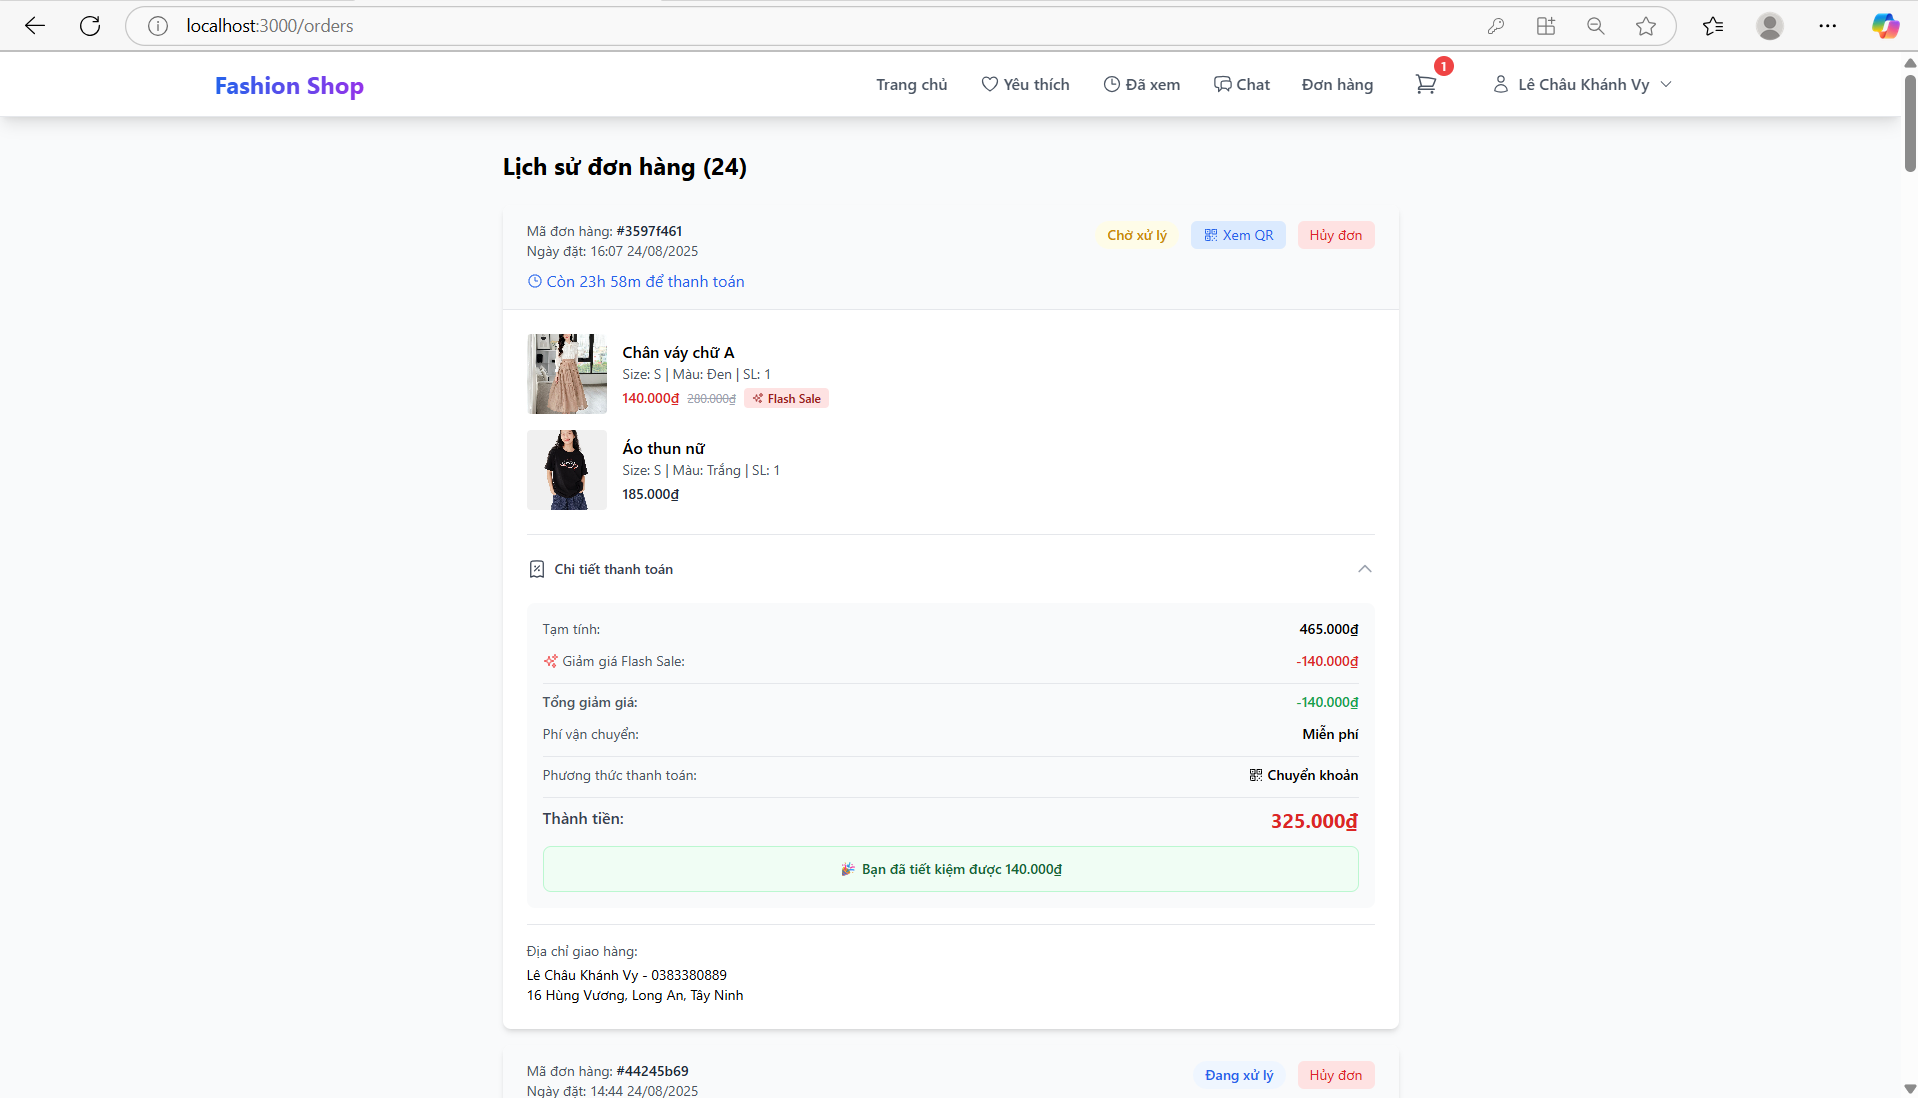 localhost:3000/orders
Fashion Shop
Trang chủ
Yêu thích
Đã xem
Chat
Đơn hàng
1
Lê Châu Khánh Vy
Lịch sử đơn hàng (24)
Mã đơn hàng: #3597f461
Ngày đặt: 16:07 24/08/2025
Còn 23h 58m để thanh toán
Chờ xử lý
Xem QR
Hủy đơn
Chân váy chữ A
Size: S | Màu: Đen | SL: 1
140.000₫ 280.000₫ Flash Sale
Áo thun nữ
Size: S | Màu: Trắng | SL: 1
185.000₫
Chi tiết thanh toán
Tạm tính: 465.000₫
Giảm giá Flash Sale: -140.000₫
Tổng giảm giá: -140.000₫
Phí vận chuyển: Miễn phí
Phương thức thanh toán: Chuyển khoản
Thành tiền: 325.000₫
🎉 Bạn đã tiết kiệm được 140.000₫
Địa chỉ giao hàng:
Lê Châu Khánh Vy - 0383380889
16 Hùng Vương, Long An, Tây Ninh
Mã đơn hàng: #44245b69
Ngày đặt: 14:44 24/08/2025
Đang xử lý
Hủy đơn